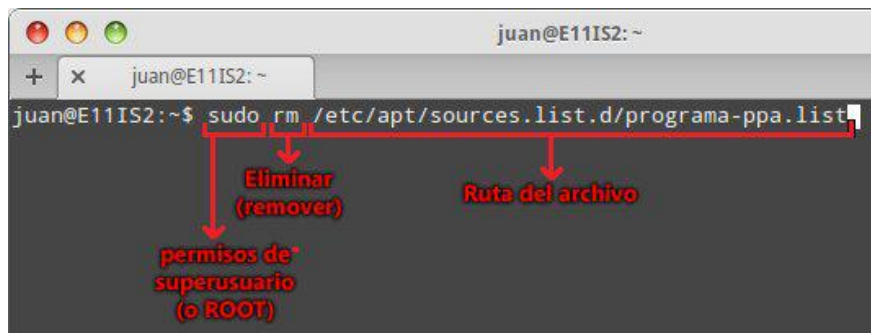 juan@E11IS2: ~
+ × juan@E11IS2: ~
juan@E11IS2:~$ sudo rm /etc/apt/sources.list.d/programa-ppa.list
Eliminar
(remover)
Ruta del archivo
permisos de
superusuario
(o ROOT)